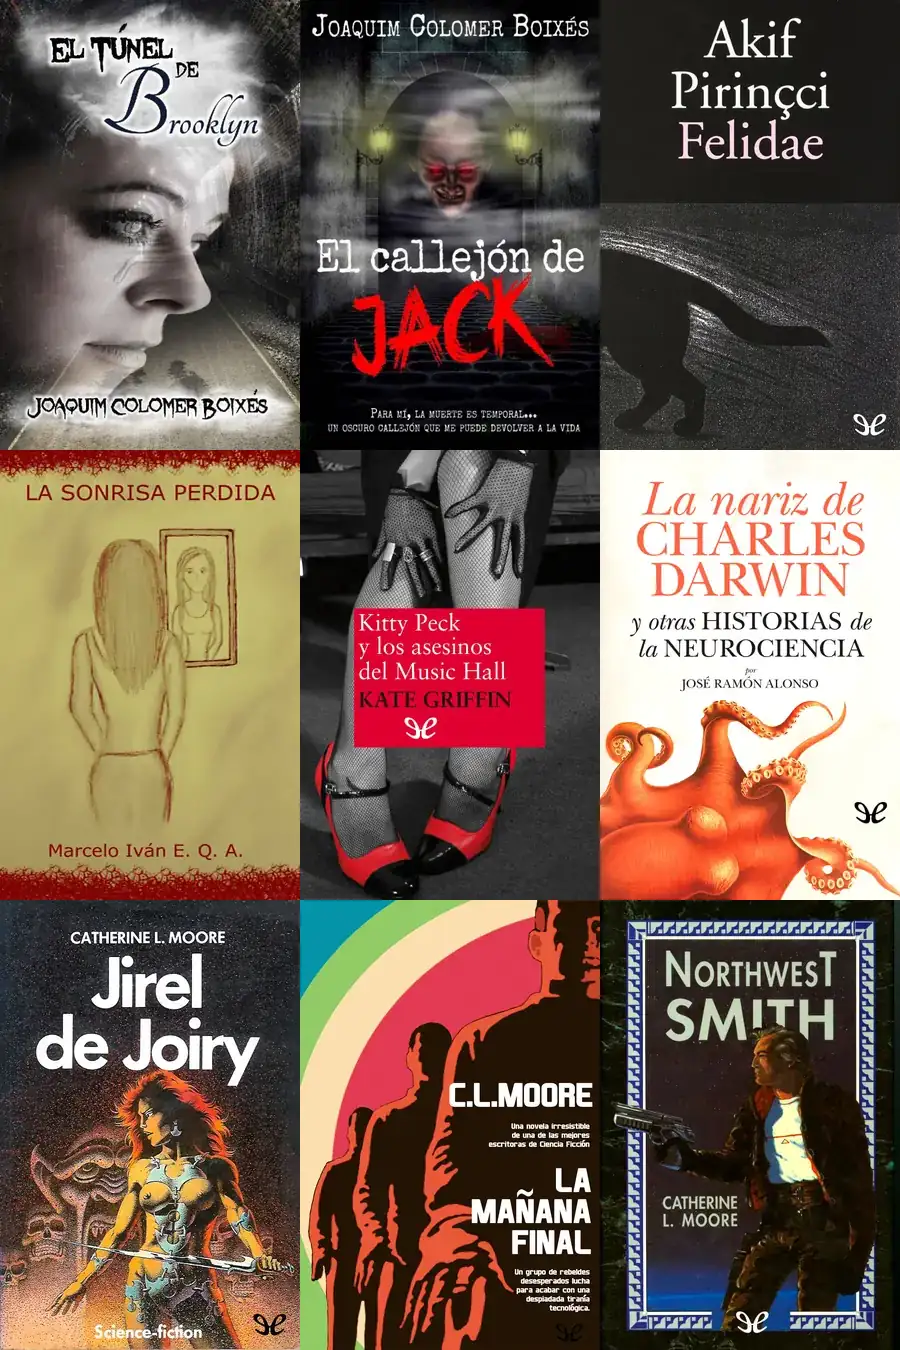 EL TÚNEL
DE
Brooklyn
JOAQUIM COLOMER BOIXÉS
JOAQUIM COLOMER BOIXÉS
El callejón de
JACK
PARA MÍ, LA MUERTE ES TEMPORAL...
UN OSCURO CALLEJÓN QUE ME PUEDE DEVOLVER A LA VIDA
Akif
Pirinçci
Felidae
LA SONRISA PERDIDA
Marcelo Iván E. Q. A.
Kitty Peck
y los asesinos
del Music Hall
KATE GRIFFIN
La nariz de
CHARLES
DARWIN
y otras HISTORIAS de
la NEUROCIENCIA
por
JOSÉ RAMÓN ALONSO
CATHERINE L. MOORE
Jirel
de Joiry
Science-fiction
C.L.MOORE
Una novela irresistible
de una de las mejores
escritoras de Ciencia Ficción
LA
MAÑANA
FINAL
Un grupo de rebeldes
desesperados lucha
para acabar con una
despiadada tiranía
tecnológica.
NORTHWEST
SMITH
CATHERINE
L. MOORE